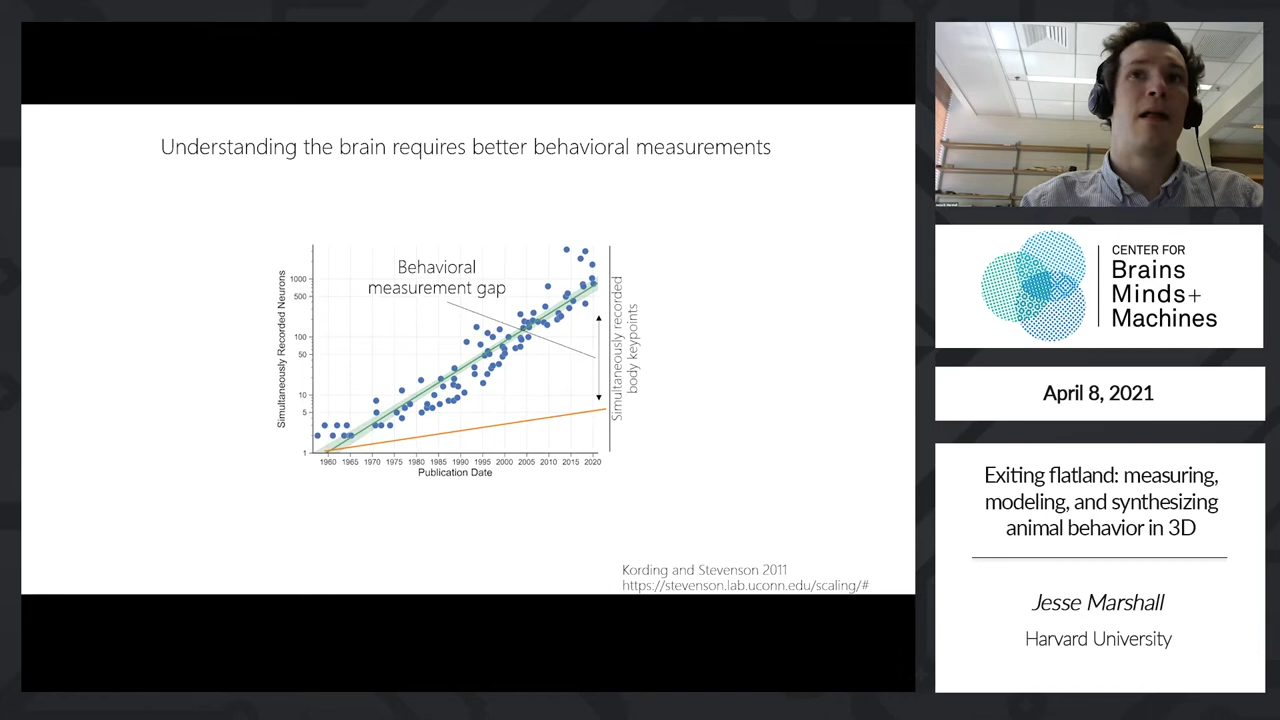 Understanding the brain requires better behavioral measurements
Behavioral
measurement gap
Simultaneously Recorded Neurons
1000
500
100
50
10
5
1
1960 1965 1970 1975 1980 1985 1990 1995 2000 2005 2010 2015 2020
Publication Date
Simultaneously recorded
body keypoints
Kording and Stevenson 2011
https://stevenson.lab.uconn.edu/scaling/#
CENTER FOR
Brains
Minds+
Machines
April 8, 2021
Exiting flatland: measuring,
modeling, and synthesizing
animal behavior in 3D
Jesse Marshall
Harvard University